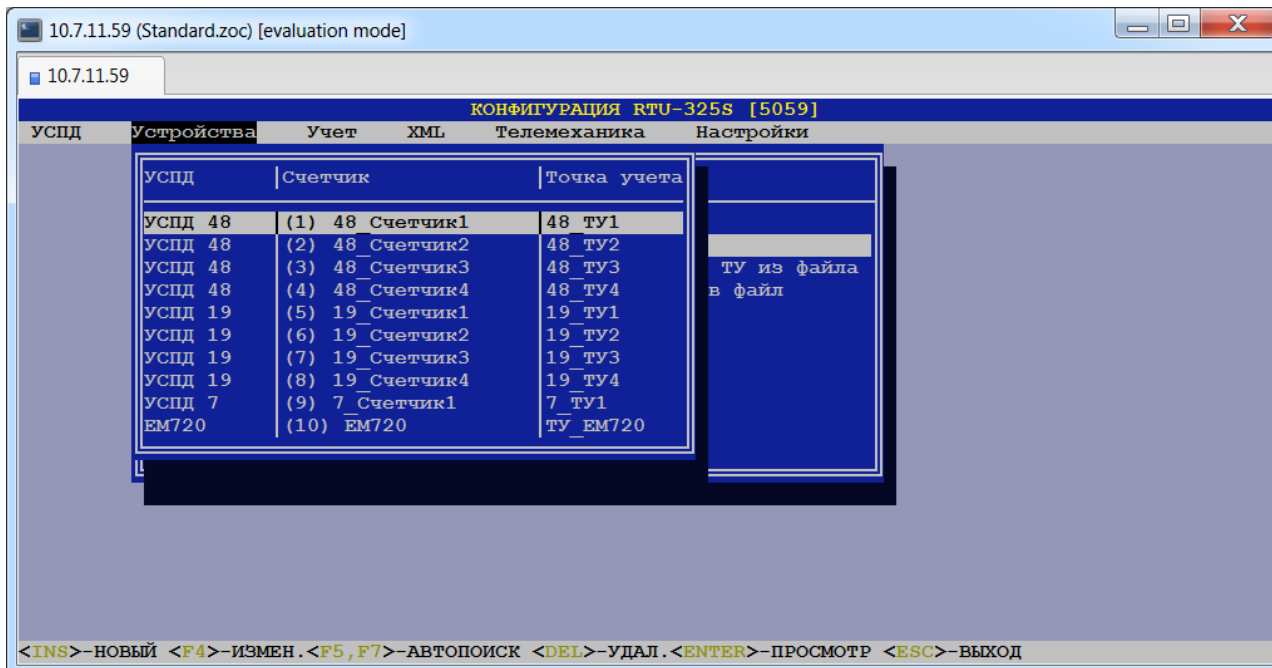 10.7.11.59 (Standard.zoc) [evaluation mode]
10.7.11.59
КОНФИГУРАЦИЯ RTU-325S [5059]
УСПД Устройства Учет XML Телемеханика Настройки
УСПД Счетчик Точка учета
УСПД 48 (1) 48_Счетчик1 48_ТУ1
УСПД 48 (2) 48_Счетчик2 48_ТУ2
УСПД 48 (3) 48_Счетчик3 48_ТУ3 ТУ из файла
УСПД 48 (4) 48_Счетчик4 48_ТУ4 в файл
УСПД 19 (5) 19_Счетчик1 19_ТУ1
УСПД 19 (6) 19_Счетчик2 19_ТУ2
УСПД 19 (7) 19_Счетчик3 19_ТУ3
УСПД 19 (8) 19_Счетчик4 19_ТУ4
УСПД 7 (9) 7_Счетчик1 7_ТУ1
EM720 (10) EM720 ТУ_EM720
<INS>-НОВЫЙ <F4>-ИЗМЕН.<F5,F7>-АВТОПОИСК <DEL>-УДАЛ.<ENTER>-ПРОСМОТР <ESC>-ВЫХОД